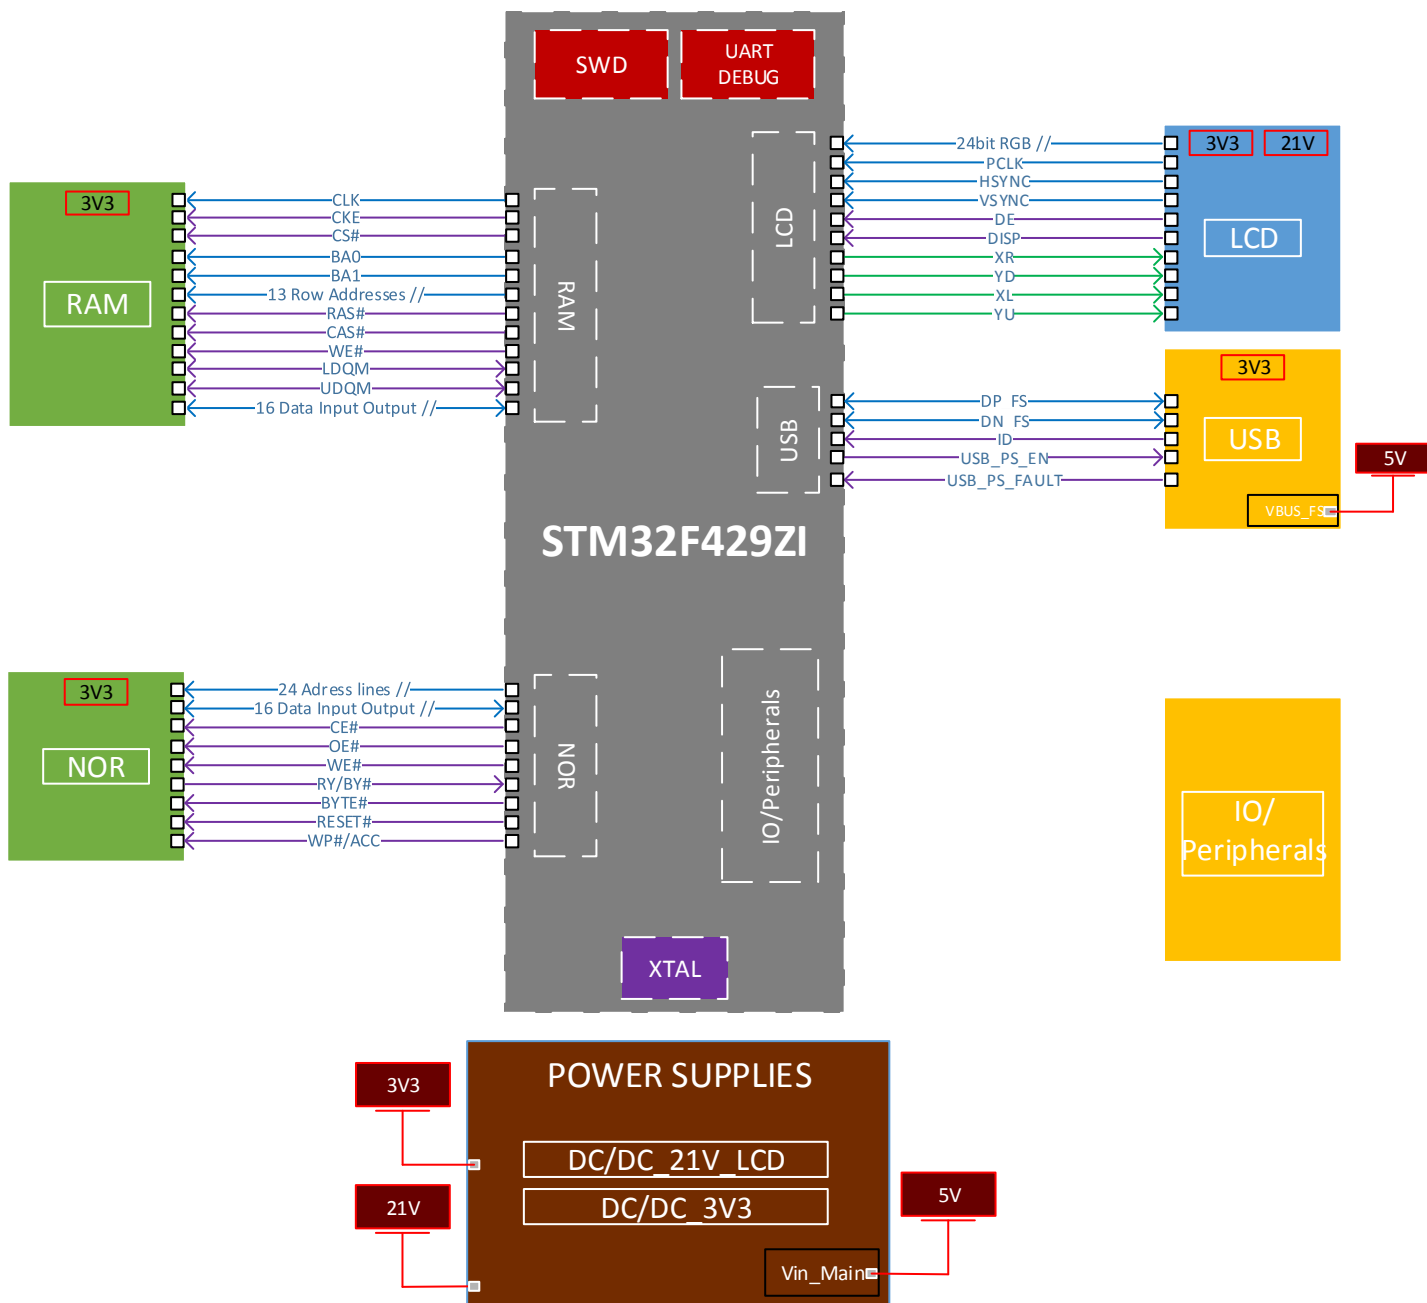 SWD
UART
DEBUG
3V3
RAM
CLK
CKE
CS#
BA0
BA1
13 Row Addresses //
RAS#
CAS#
WE#
LDQM
UDQM
16 Data Input Output //
RAM
LCD
24bit RGB //
PCLK
HSYNC
VSYNC
DE
DISP
XR
YD
XL
YU
3V3
21V
LCD
USB
DP_FS
DN_FS
ID
USB_PS_EN
USB_PS_FAULT
3V3
USB
VBUS_FS
5V
STM32F429ZI
3V3
NOR
24 Adress lines //
16 Data Input Output //
CE#
OE#
WE#
RY/BY#
BYTE#
RESET#
WP#/ACC
NOR
IO/Peripherals
IO/
Peripherals
XTAL
POWER SUPPLIES
3V3
DC/DC_21V_LCD
DC/DC_3V3
21V
5V
Vin_Main